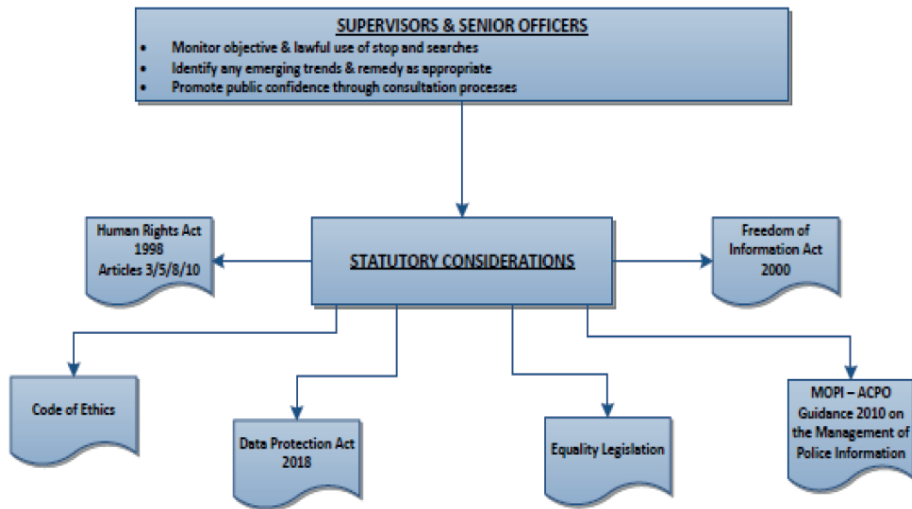 SUPERVISORS & SENIOR OFFICERS
• Monitor objective & lawful use of stop and searches
• Identify any emerging trends & remedy as appropriate
• Promote public confidence through consultation processes
Human Rights Act
1998
Articles 3/5/8/10
STATUTORY CONSIDERATIONS
Freedom of
Information Act
2000
Code of Ethics
Data Protection Act
2018
Equality Legislation
MOPI – ACPO
Guidance 2010 on
the Management of
Police Information